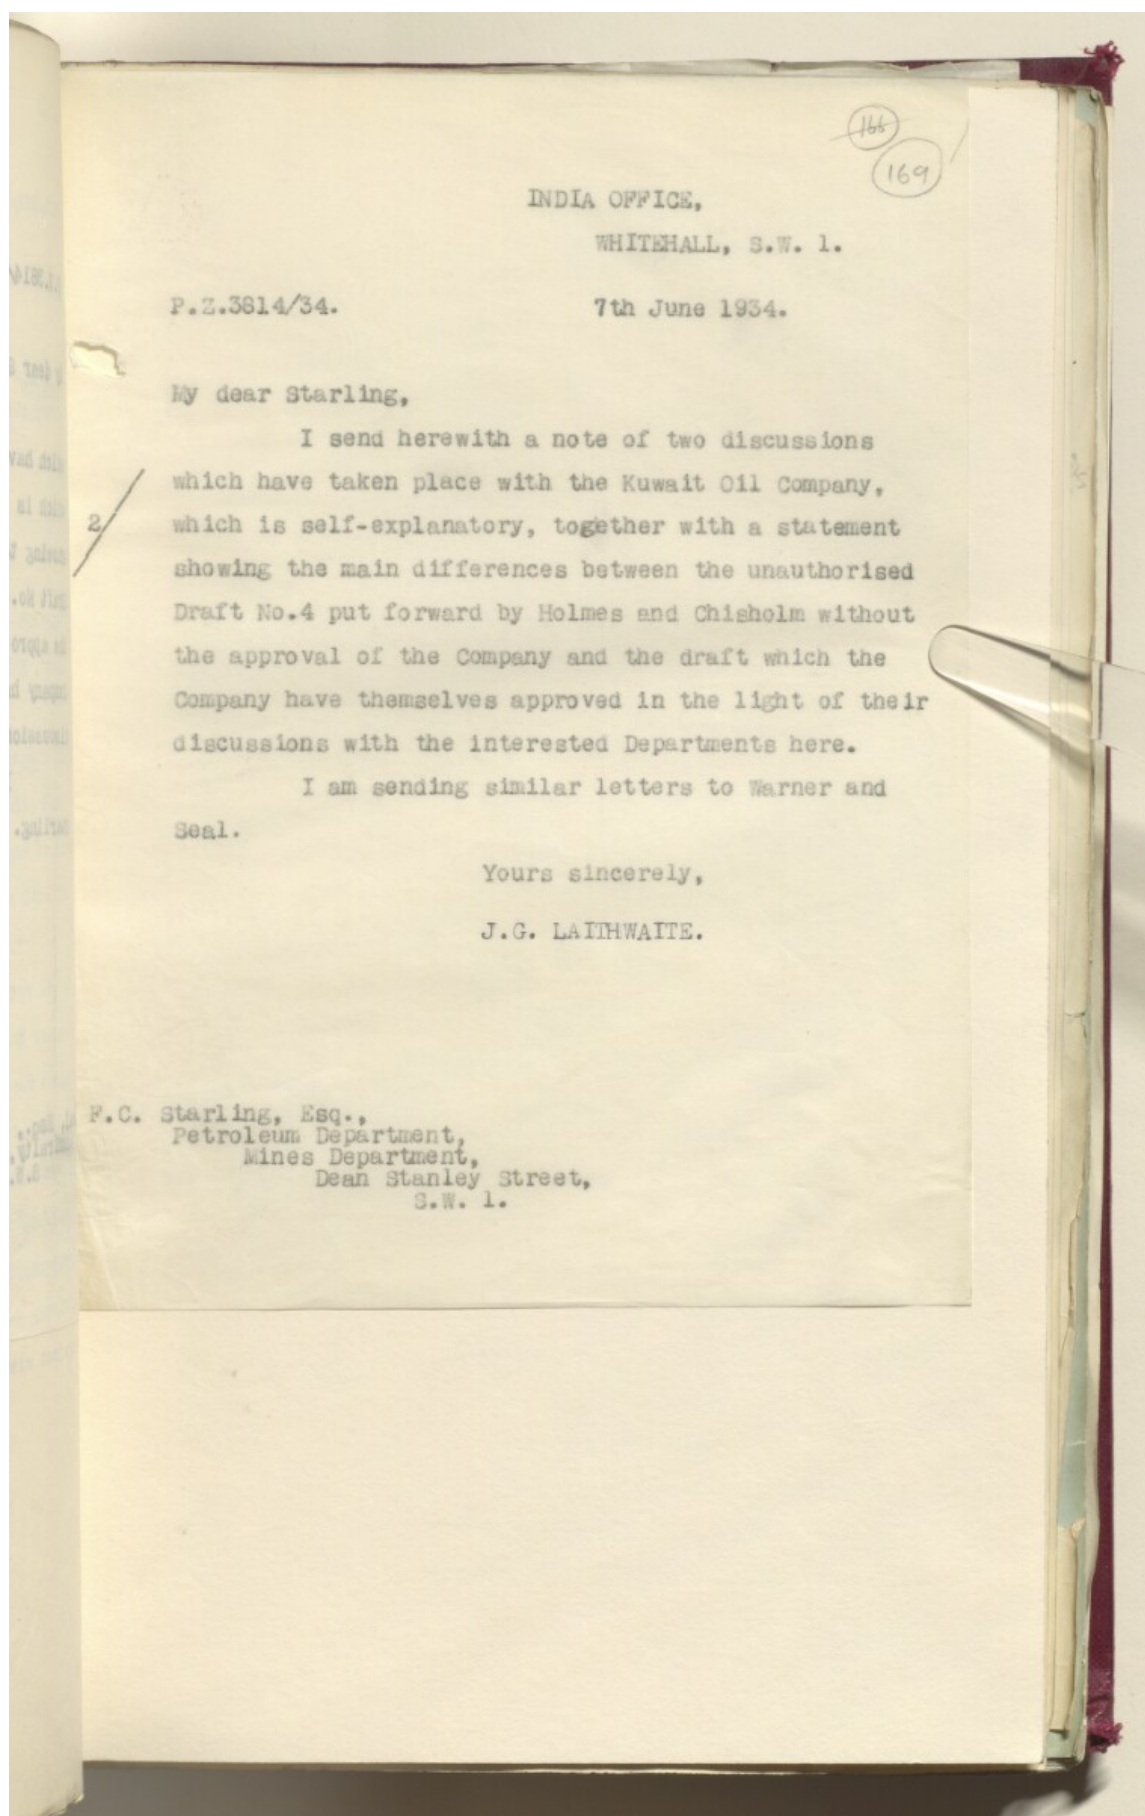 166
169
INDIA OFFICE,
WHITEHALL, S.W. 1.
P.Z.3814/34.
7th June 1934.
My dear Starling,
I send herewith a note of two discussions
which have taken place with the Kuwait Oil Company,
2
which is self-explanatory, together with a statement
showing the main differences between the unauthorised
Draft No.4 put forward by Holmes and Chisholm without
the approval of the Company and the draft which the
Company have themselves approved in the light of their
discussions with the interested Departments here.
I am sending similar letters to Warner and
Seal.
Yours sincerely,
J.G. LAITHWAITE.
F.C. Starling, Esq.,
Petroleum Department,
Mines Department,
Dean Stanley Street,
S.W. 1.